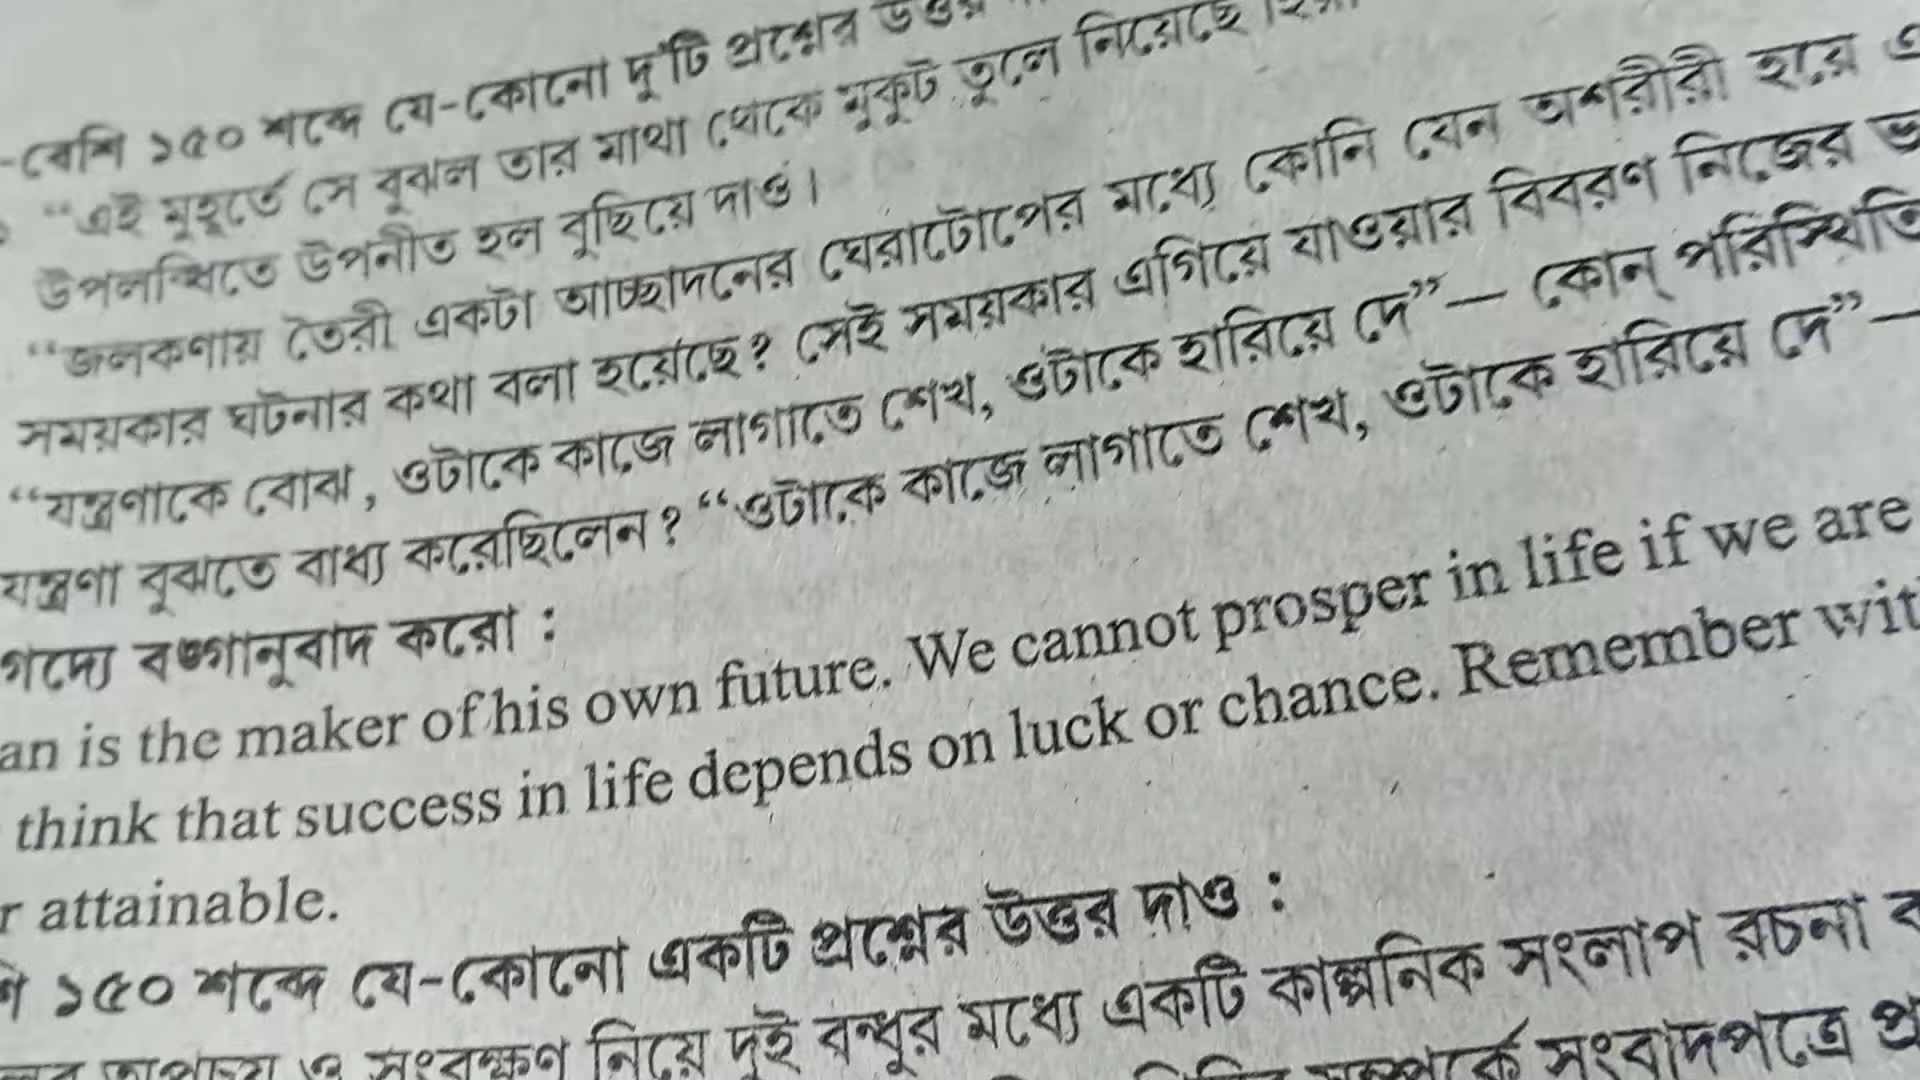 -বেশি ১৫০ শব্দে যে-কোনো দু'টি প্রশ্নের উত্তর
“এই মুহূর্তে সে বুঝল তার মাথা থেকে মুকুট তুলে নিয়েছে
উপলব্ধিতে উপনীত হল বুছিয়ে দাও।
“জলকণায় তৈরী একটা আচ্ছাদনের ঘেরাটোপের মধ্যে কোনি যেন অশরীরী হয়ে
সময়কার ঘটনার কথা বলা হয়েছে? সেই সময়কার এগিয়ে যাওয়ার বিবরণ নিজের
“যন্ত্রণাকে বোঝ, ওটাকে কাজে লাগাতে শেখ, ওটাকে হারিয়ে দে”— কোন্ পরিস্থিতি
যন্ত্রণা বুঝতে বাধ্য করেছিলেন? “ওটাকে কাজে লাগাতে শেখ, ওটাকে হারিয়ে দে”—
গদ্যে বঙ্গানুবাদ করো :
an is the maker of his own future. We cannot prosper in life if we are
think that success in life depends on luck or chance. Remember wit
r attainable.
১৫০ শব্দে যে-কোনো একটি প্রশ্নের উত্তর দাও :
ও সংরক্ষণ নিয়ে দুই বন্ধুর মধ্যে একটি কাল্পনিক সংলাপ রচনা
সম্পর্কে সংবাদপত্রে